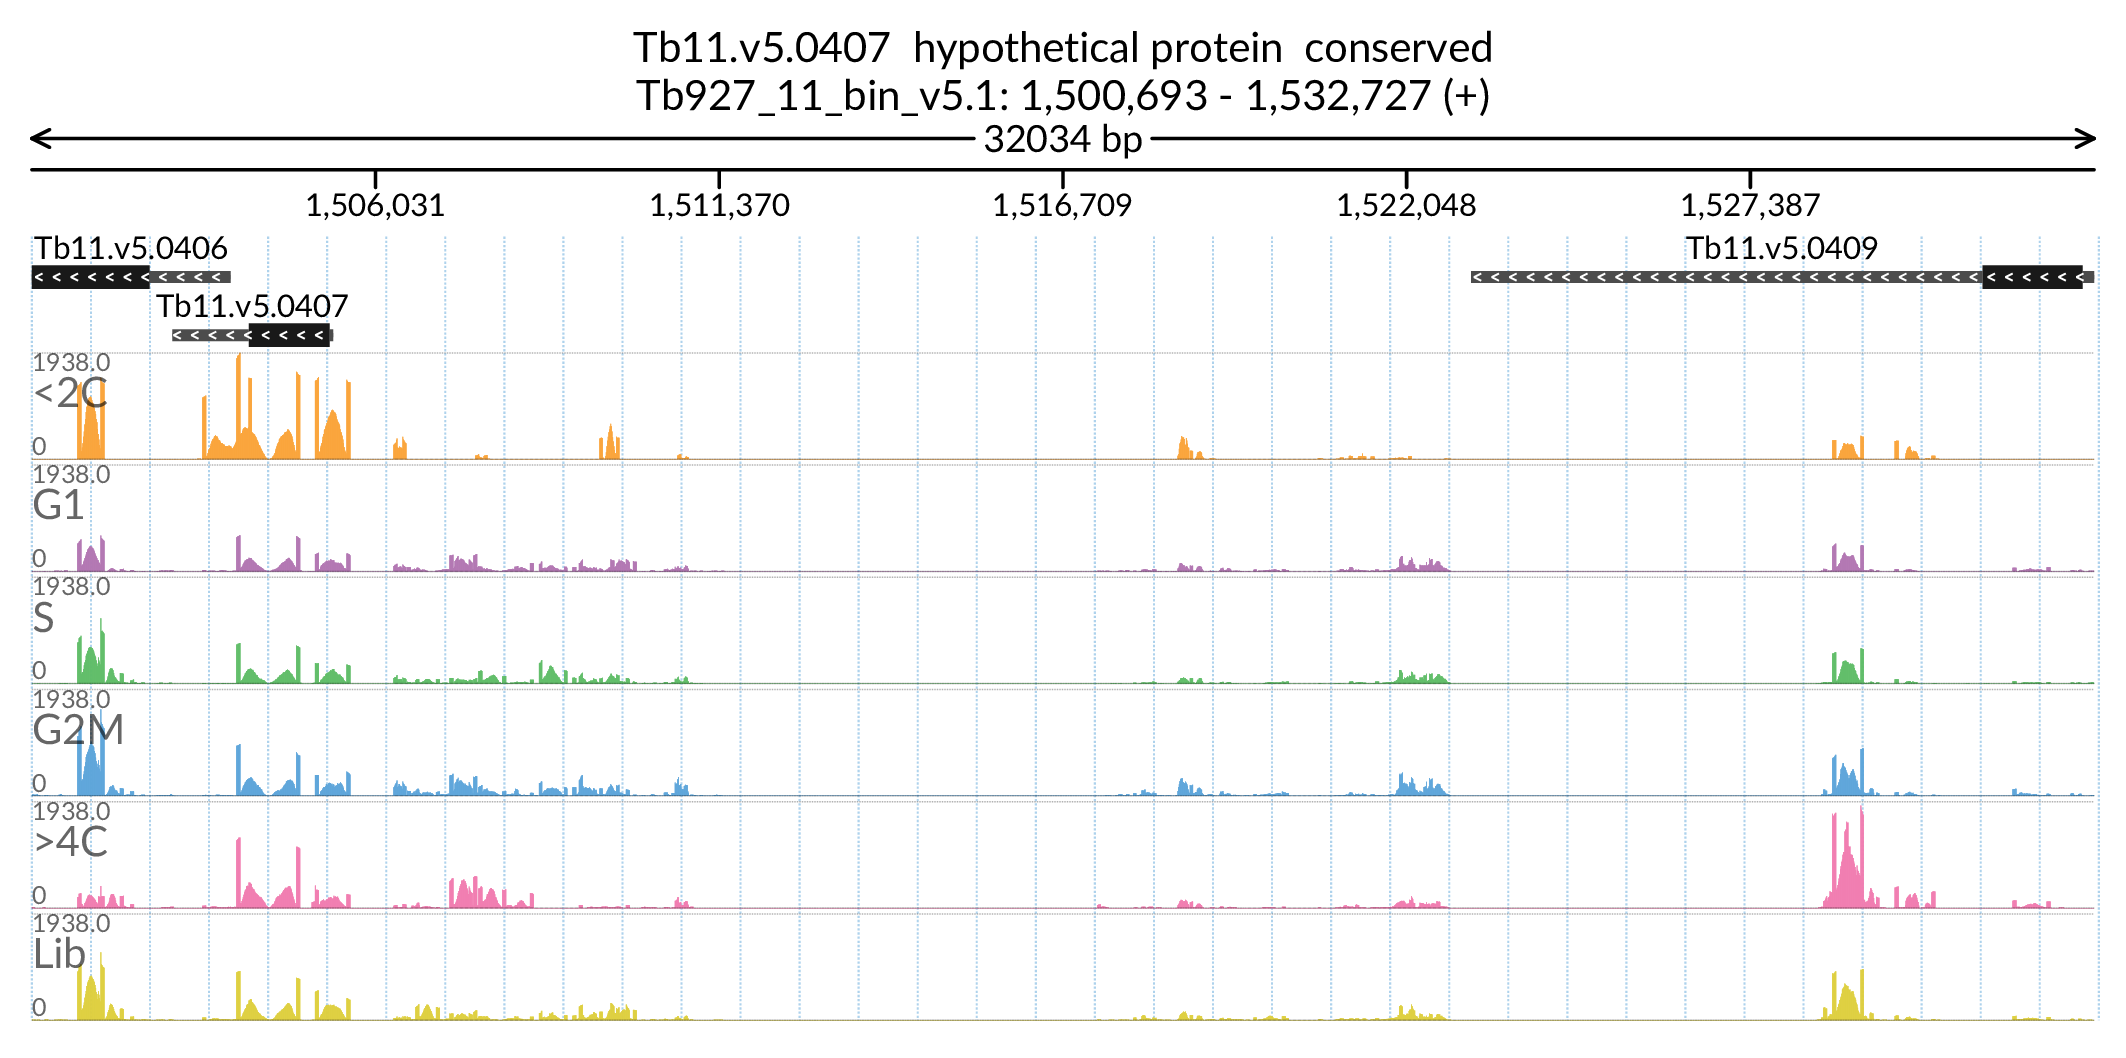 Tb11.v5.0407 hypothetical protein conserved
Tb927_11_bin_v5.1: 1,500,693 - 1,532,727 (+)
32034 bp
1,506,031 1,511,370 1,516,709 1,522,048 1,527,387
Tb11.v5.0406 Tb11.v5.0409
Tb11.v5.0407
1938.0
<2C
0
1938.0
G1
0
1938.0
S
0
1938.0
G2M
0
1938.0
>4C
0
1938.0
Lib
0